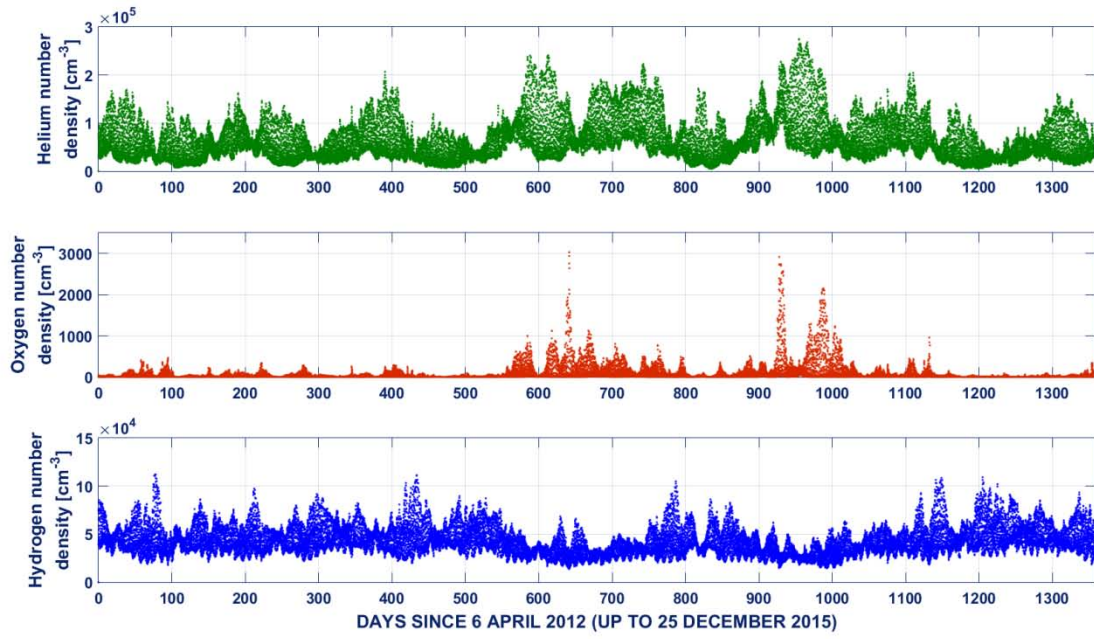 ×10⁵
Helium number
density [cm⁻³]
3
2
1
0
0 100 200 300 400 500 600 700 800 900 1000 1100 1200 1300
Oxygen number
density [cm⁻³]
3000
2000
1000
0
0 100 200 300 400 500 600 700 800 900 1000 1100 1200 1300
×10⁴
Hydrogen number
density [cm⁻³]
15
10
5
0
0 100 200 300 400 500 600 700 800 900 1000 1100 1200 1300
DAYS SINCE 6 APRIL 2012 (UP TO 25 DECEMBER 2015)